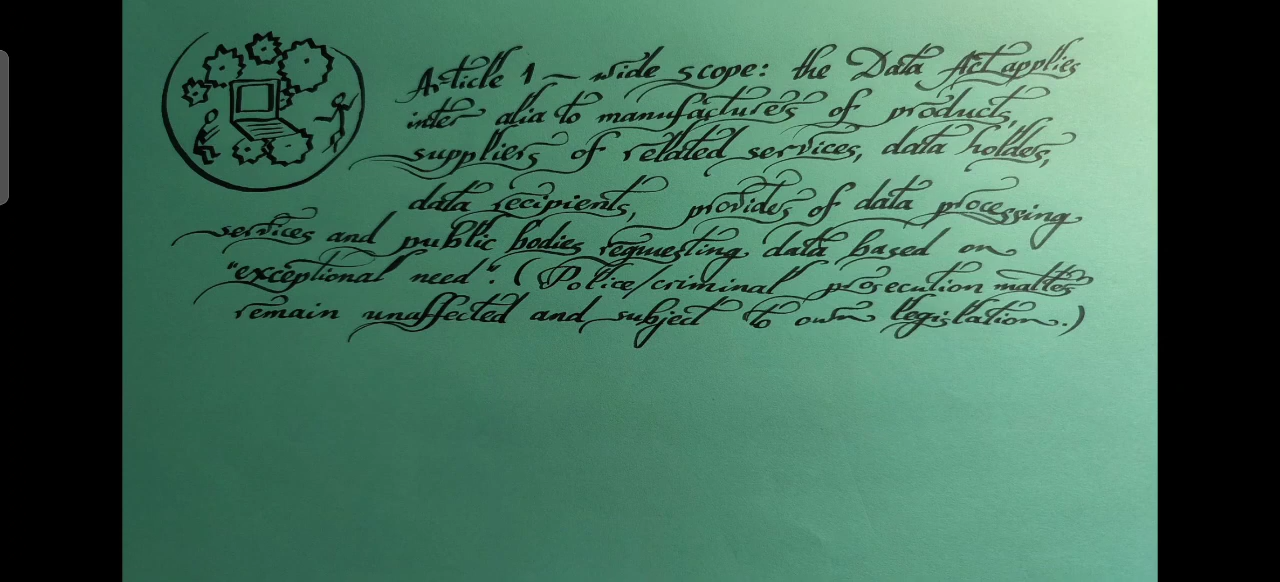 Article 1 – wide scope: the Data Act applies
inter alia to manufacturers of products,
suppliers of related services, data holders,
data recipients, providers of data processing
services and public bodies requesting data based on
"exceptional need". (Police/criminal prosecution matters
remain unaffected and subject to own legislation.)